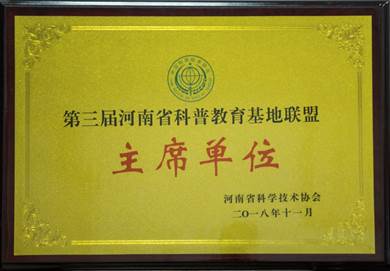 第三届河南省科普教育基地联盟
主席单位
河南省科学技术协会
二〇一八年十一月